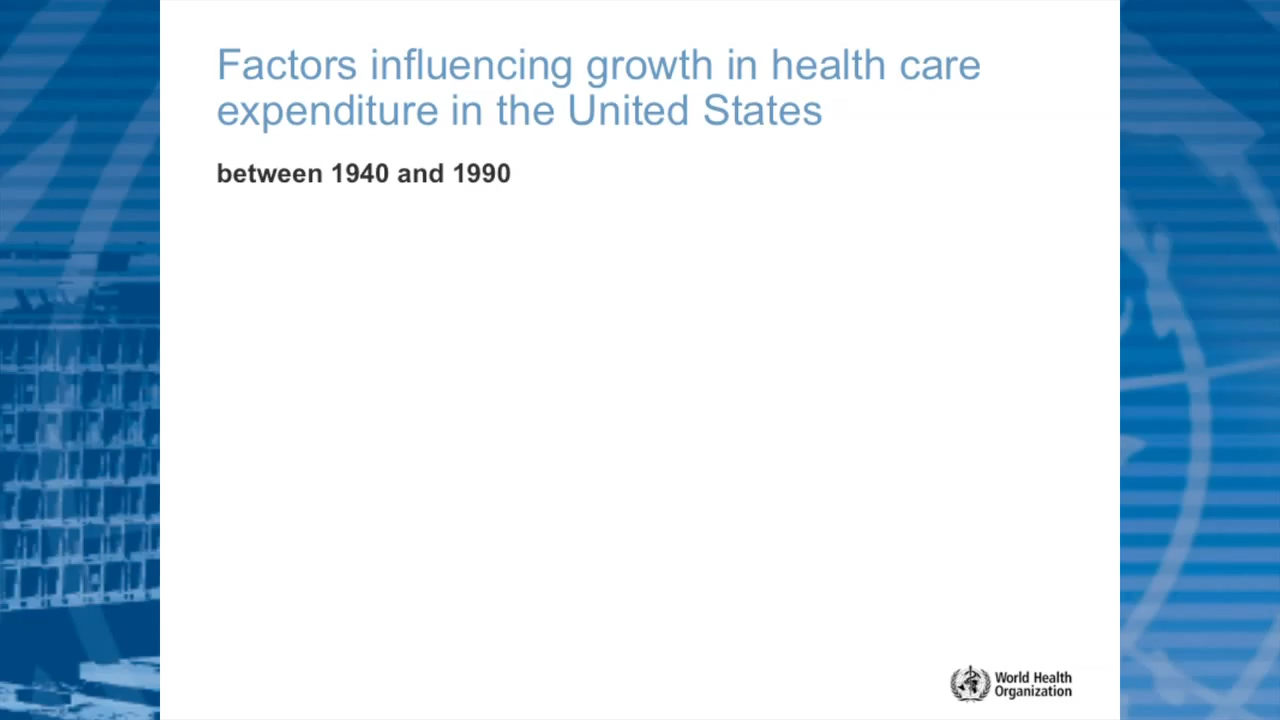 Factors influencing growth in health care
expenditure in the United States
between 1940 and 1990
World Health
Organization